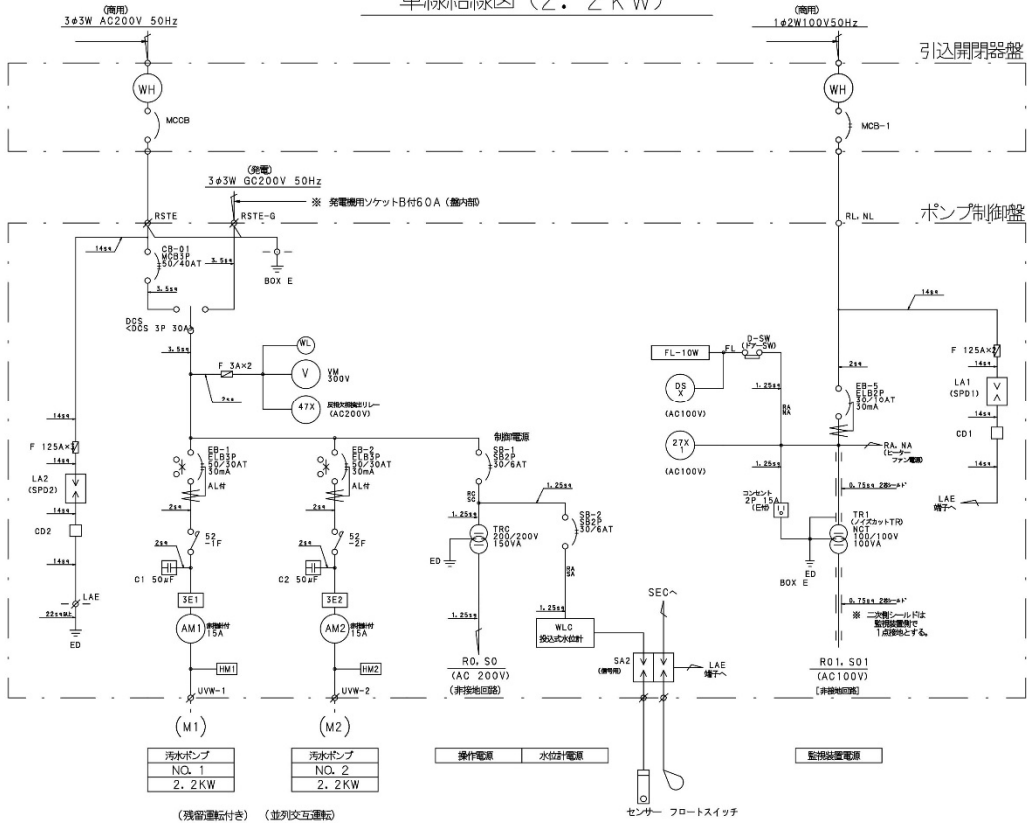 単線結線図（2．2KW）
(商用)
3φ3W AC200V 50Hz
(商用)
1φ2W100V50Hz
引込開閉器盤
WH
MCCB
WH
MCB-1
(発電)
3φ3W GC200V 50Hz
※ 発電機用ソケットB付60A（盤内部）
RSTE
RSTE-G
RL. NL
ポンプ制御盤
14sq
CB-01
MCB3P
50/40AT
3.5sq
BOX E
3.5sq
14sq
DCS
<DCS 3P 30A>
3.5sq
WL
F 3A×2
V
VM
300V
2sq
47X
(AC200V)
FL-10W
FL
D-SW
(ドアーSW)
DS
X
(AC100V)
1.25sq
RA
NA
2sq
EB-5
ELB2P
30/10AT
30mA
F 125A×2
14sq
LA1
(SPD1)
14sq
CD1
14sq
LAE
端子へ
27X
1
(AC100V)
1.25sq
RA. NA
(ヒーター
ファン電源)
コンセント
2P 15A
(E付)
0.75sq 2芯シールド
TR1
(ノイズカットTR)
NCT
100/100V
100VA
ED
BOX E
0.75sq 2芯シールド
※ 二次側シールドは
監視装置側で
1点接地とする。
14sq
F 125A×2
14sq
LA2
(SPD2)
14sq
CD2
14sq
LAE
22sq以上
ED
EB-1
ELB3P
50/30AT
30mA
AL付
2sq
EB-2
ELB3P
50/30AT
30mA
AL付
2sq
制御電源
SB-1
SB2P
30/6AT
RC
SC
1.25sq
1.25sq
SB-2
SB2P
30/6AT
TRC
200/200V
150VA
ED
RA
SA
2sq
52
-1F
C1 50μF
2sq
52
-2F
C2 50μF
3E1
3E2
AM1
赤指針付
15A
AM2
赤指針付
15A
1.25sq
1.25sq
WLC
投込式水位計
SECへ
HM1
HM2
UVW-1
UVW-2
R0. S0
(AC 200V)
(非接地回路)
SA2
(信号用)
LAE
端子へ
R01. S01
(AC100V)
[非接地回路]
(M1)
(M2)
汚水ポンプ
NO. 1
2. 2KW
汚水ポンプ
NO. 2
2. 2KW
操作電源
水位計電源
監視装置電源
(残留運転付き)
(並列交互運転)
センサー
フロートスイッチ